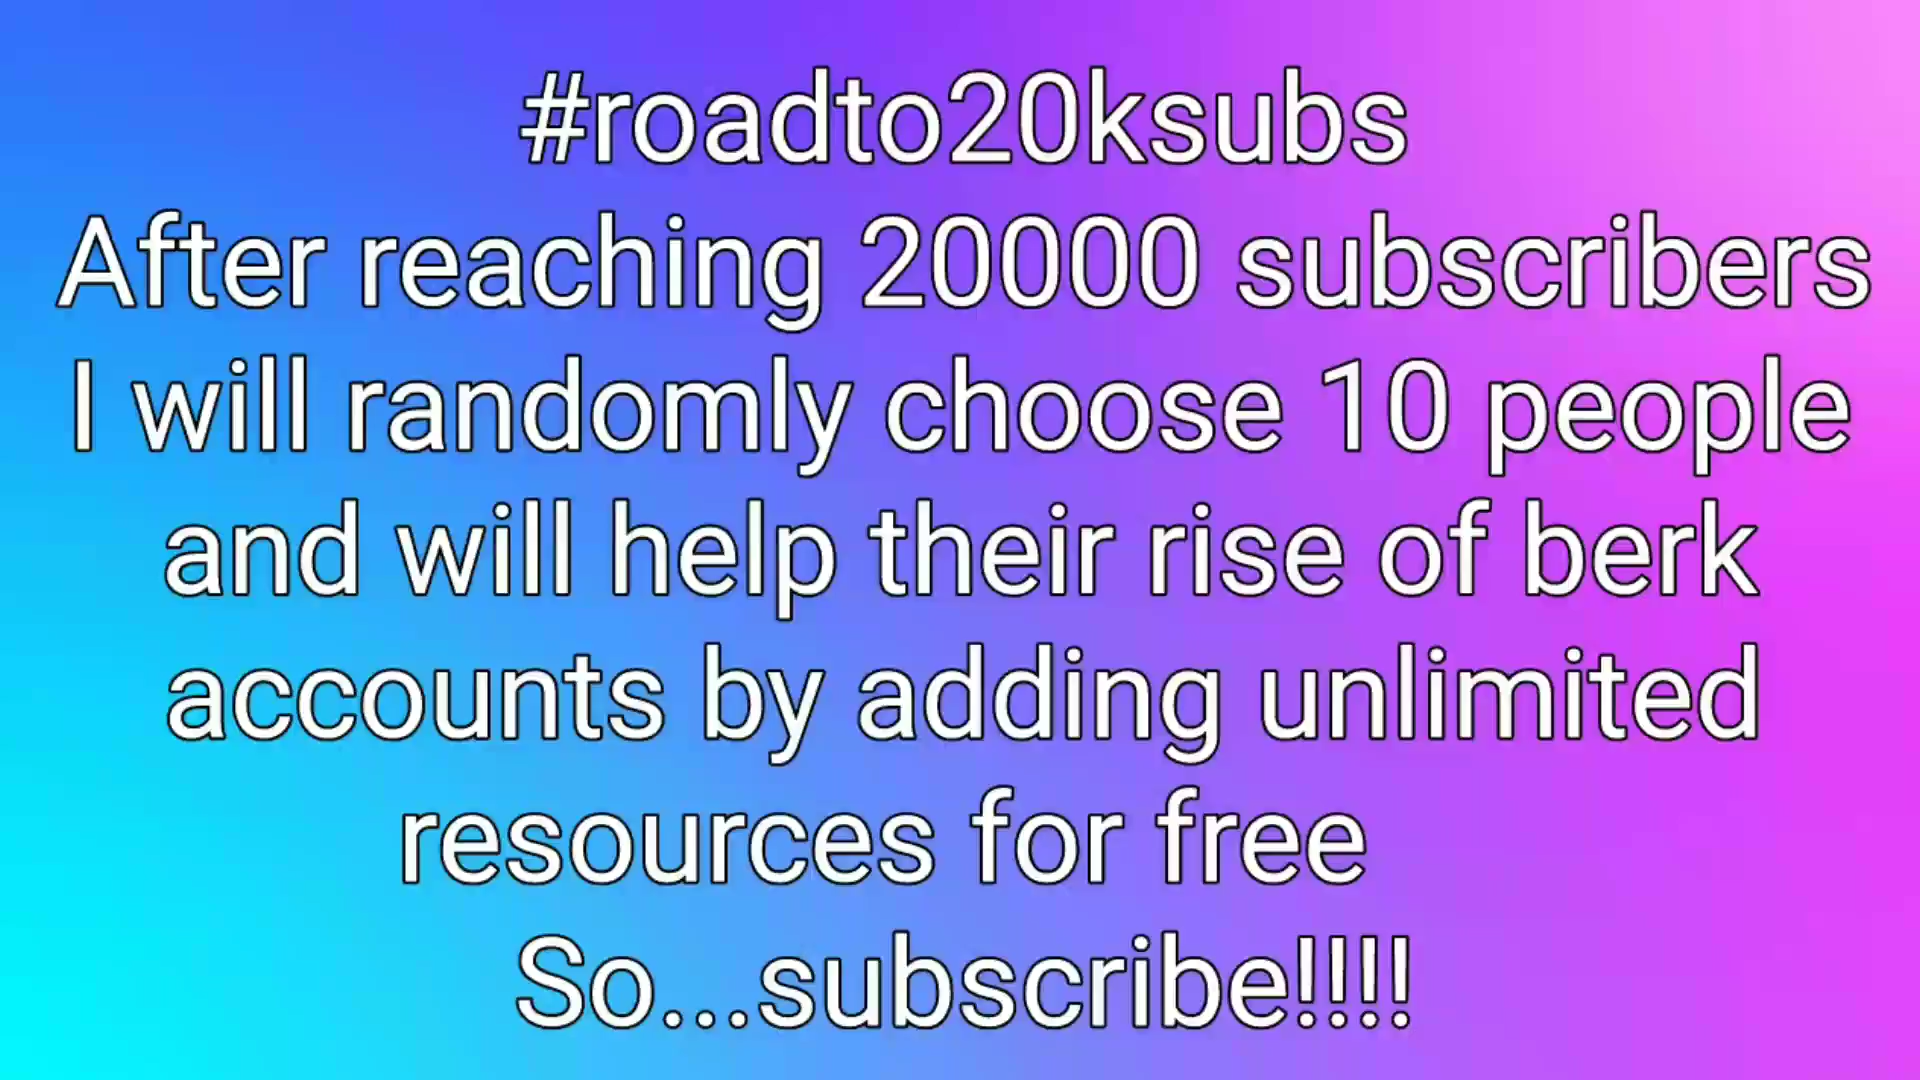 #roadto20ksubs
After reaching 20000 subscribers
I will randomly choose 10 people
and will help their rise of berk
accounts by adding unlimited
resources for free
So...subscribe!!!!